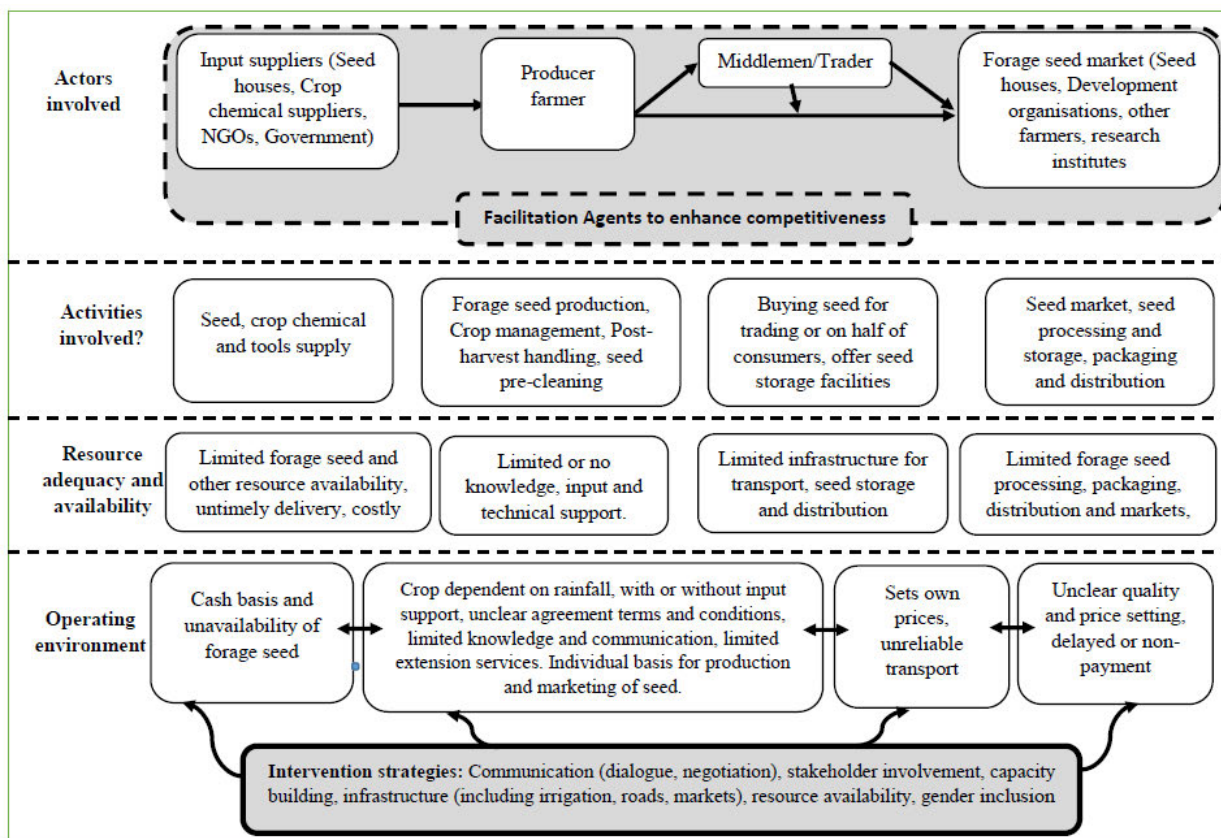 Actors
involved
Input suppliers (Seed
houses, Crop
chemical suppliers,
NGOs, Government)
Producer
farmer
Middlemen/Trader
Forage seed market (Seed
houses, Development
organisations, other
farmers, research
institutes
Facilitation Agents to enhance competitiveness
Activities
involved?
Seed, crop chemical
and tools supply
Forage seed production,
Crop management, Post-
harvest handling, seed
pre-cleaning
Buying seed for
trading or on half of
consumers, offer seed
storage facilities
Seed market, seed
processing and
storage, packaging
and distribution
Resource
adequacy and
availability
Limited forage seed and
other resource availability,
untimely delivery, costly
Limited or no
knowledge, input and
technical support.
Limited infrastructure for
transport, seed storage
and distribution
Limited forage seed
processing, packaging,
distribution and markets,
Operating
environment
Cash basis and
unavailability of
forage seed
Crop dependent on rainfall, with or without input
support, unclear agreement terms and conditions,
limited knowledge and communication, limited
extension services. Individual basis for production
and marketing of seed.
Sets own
prices,
unreliable
transport
Unclear quality
and price setting,
delayed or non-
payment
Intervention strategies: Communication (dialogue, negotiation), stakeholder involvement, capacity
building, infrastructure (including irrigation, roads, markets), resource availability, gender inclusion